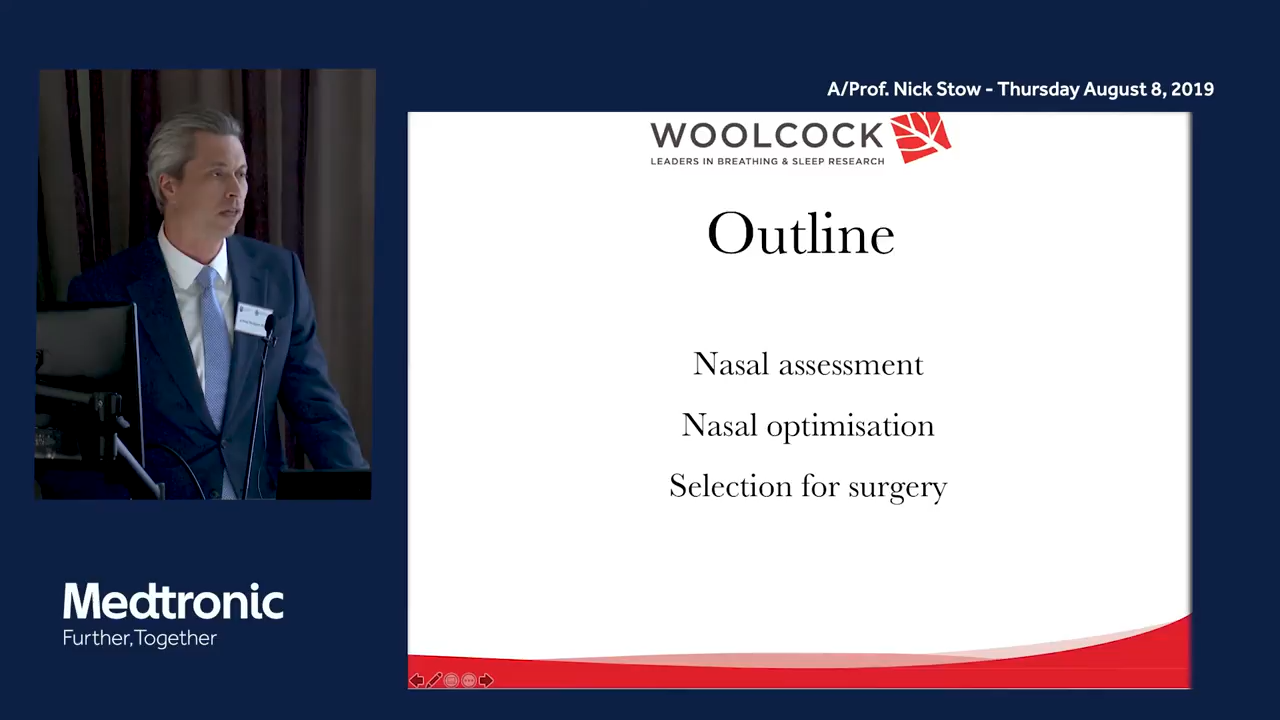 A/Prof. Nick Stow - Thursday August 8, 2019
WOOLCOCK
LEADERS IN BREATHING & SLEEP RESEARCH
Outline
Nasal assessment
Nasal optimisation
Selection for surgery
Medtronic
Further,Together